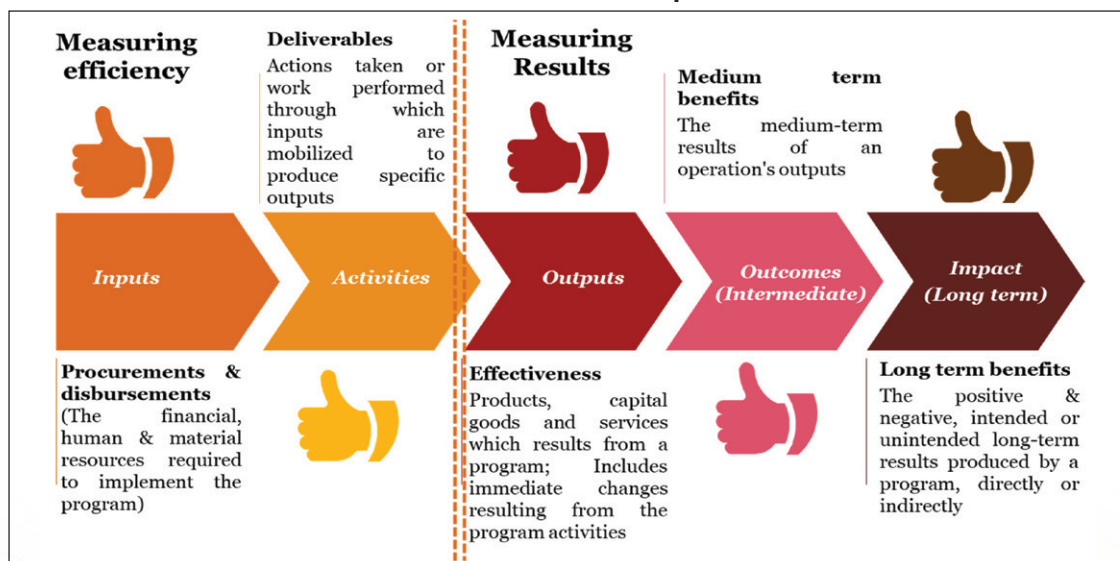 Measuring
efficiency
Deliverables
Actions taken or
work performed
through which
inputs are
mobilized to
produce specific
outputs
Measuring
Results
Medium term
benefits
The medium-term
results of an
operation's outputs
Inputs
Activities
Outputs
Outcomes
(Intermediate)
Impact
(Long term)
Procurements &
disbursements
(The financial,
human & material
resources required
to implement the
program)
Effectiveness
Products, capital
goods and services
which results from a
program; Includes
immediate changes
resulting from the
program activities
Long term benefits
The positive &
negative, intended or
unintended long-term
results produced by a
program, directly or
indirectly